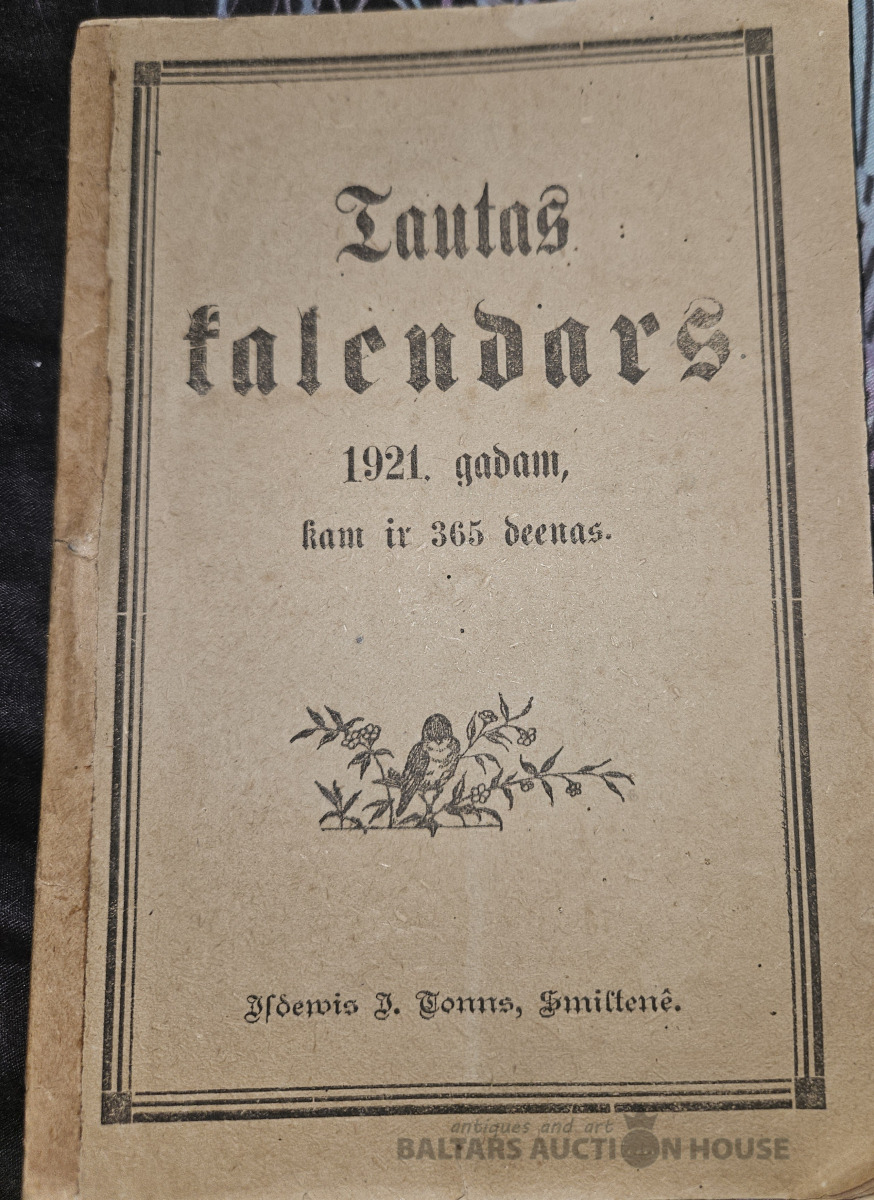 Tautas
kalendars
1921. gadam,
kam ir 365 deenas.
Isdewis J. Tonns, Smiltenê.
antiques and art
BALTARS AUCTION HOUSE